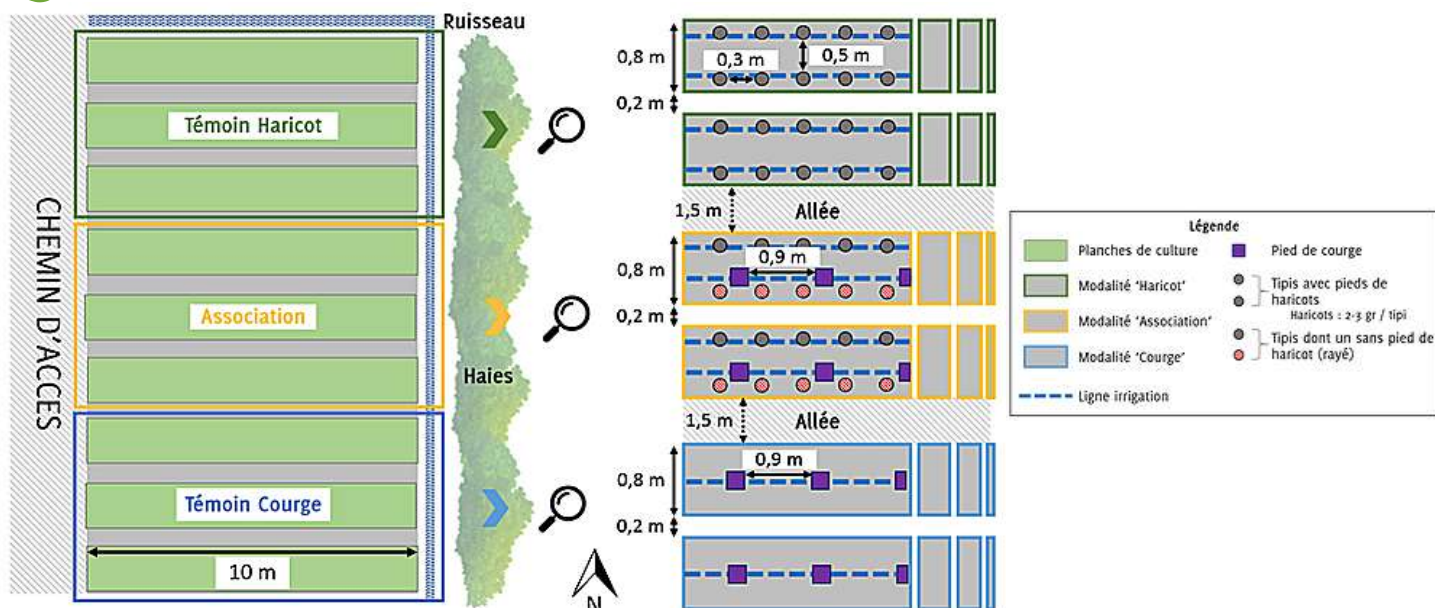 Ruisseau
CHEMIN D'ACCES
Témoin Haricot
Association
Témoin Courge
10 m
Haies
N
0,8 m
0,3 m
0,5 m
0,2 m
1,5 m
Allée
0,8 m
0,9 m
0,2 m
1,5 m
Allée
0,8 m
0,9 m
0,2 m
Légende
Planches de culture
Modalité 'Haricot'
Modalité 'Association'
Modalité 'Courge'
Ligne irrigation
Pied de courge
Tipis avec pieds de
haricots
Haricots : 2-3 gr / tipi
Tipis dont un sans pied de
haricot (rayé)